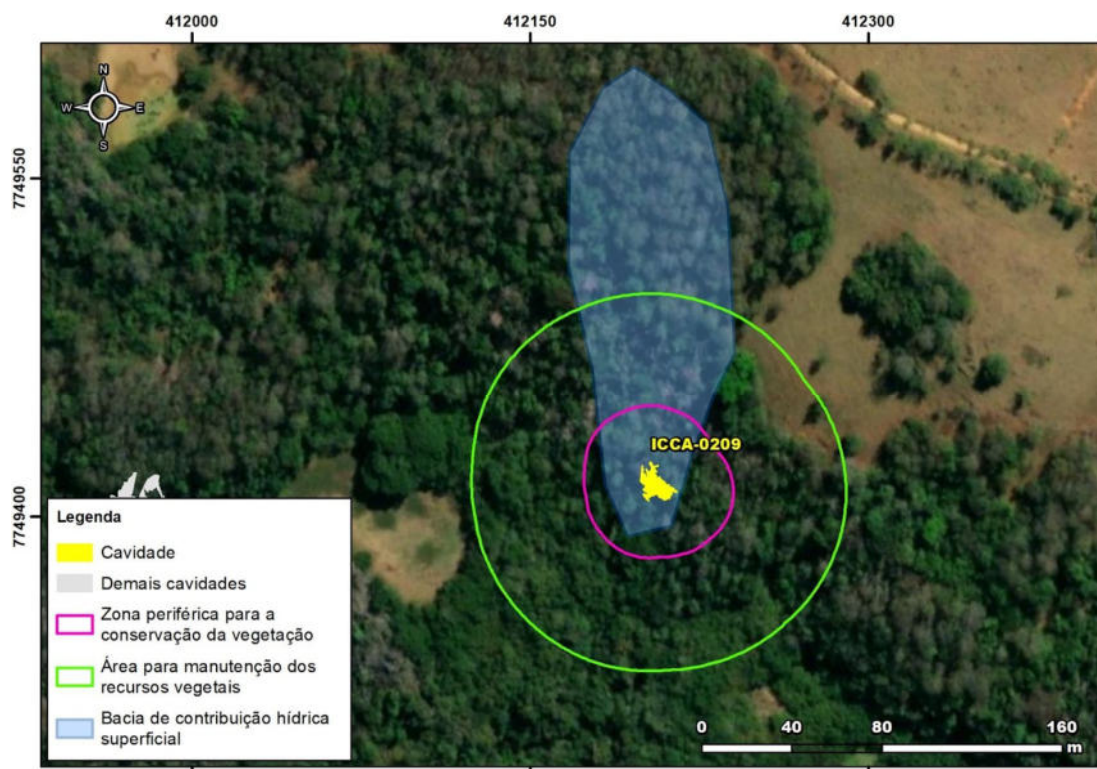 412000 412150 412300
N
W E
S
7749550
7749400
ICCA-0209
Legenda
Cavidade
Demais cavidades
Zona periférica para a
conservação da vegetação
Área para manutenção dos
recursos vegetais
Bacia de contribuição hídrica
superficial
0 40 80 160
m